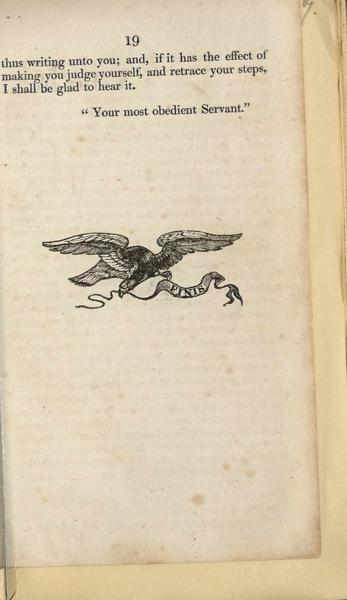 19
thus writing unto you; and, if it has the effect of
making you judge yourself, and retrace your steps,
I shall be glad to hear it.
“ Your most obedient Servant.”
FINIS